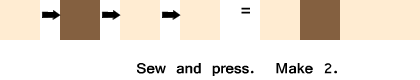 Sew and press. Make 2.